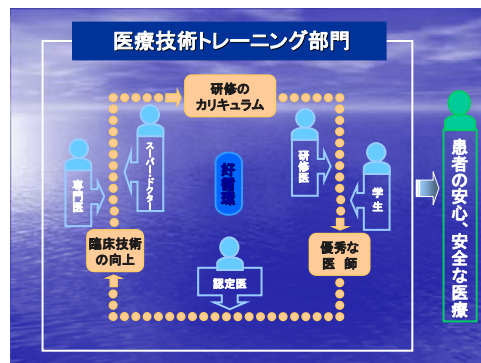 医療技術トレーニング部門
研修の
カリキュラム
スーパー・ドクター
専門医
好循環
研修医
学生
臨床技術
の向上
優秀な
医師
認定医
患者の安心、安全な医療